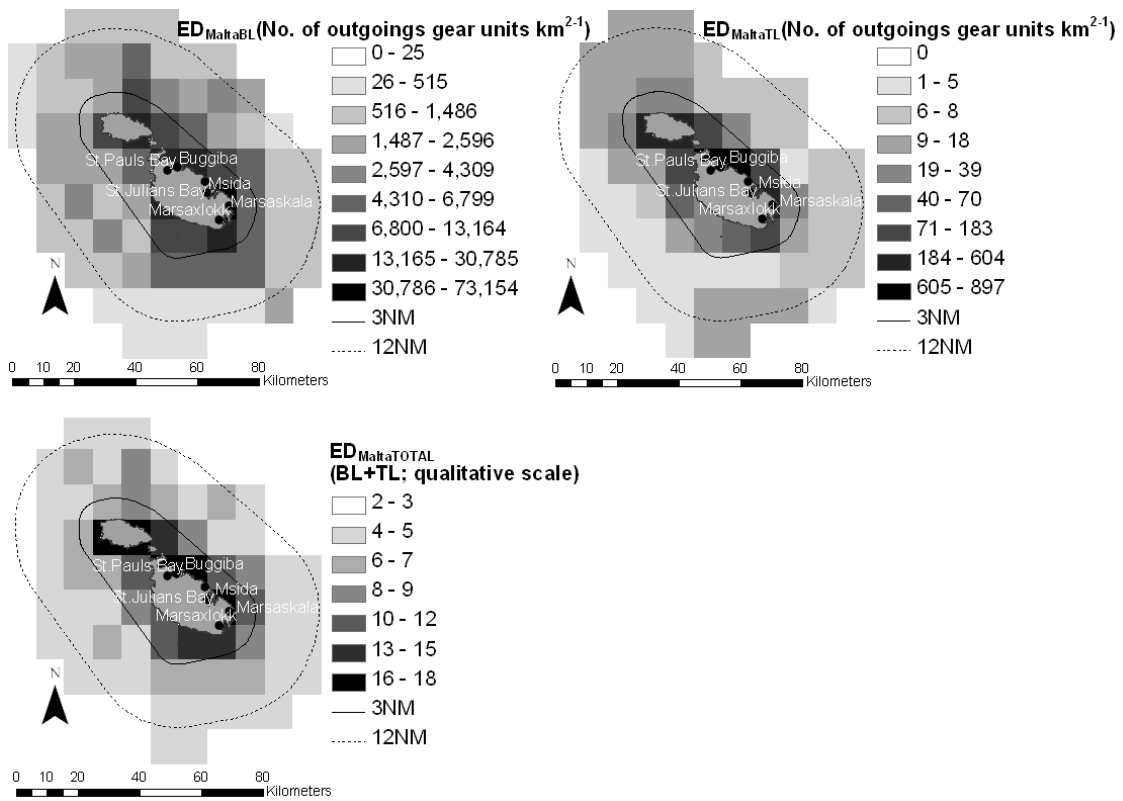 ED_MaltaBL(No. of outgoings gear units km²⁻¹)
0 - 25
26 - 515
516 - 1,486
1,487 - 2,596
2,597 - 4,309
4,310 - 6,799
6,800 - 13,164
13,165 - 30,785
30,786 - 73,154
3NM
12NM
St.Pauls Bay
Buggiba
St.Julians Bay
Msida
Marsaskala
Marsaxlokk
N
0 10 20 40 60 80
Kilometers
ED_MaltaTL(No. of outgoings gear units km²⁻¹)
0
1 - 5
6 - 8
9 - 18
19 - 39
40 - 70
71 - 183
184 - 604
605 - 897
3NM
12NM
St.Pauls Bay
Buggiba
St.Julians Bay
Msida
Marsaskala
Marsaxlokk
N
0 10 20 40 60 80
Kilometers
ED_MaltaTOTAL
(BL+TL; qualitative scale)
2 - 3
4 - 5
6 - 7
8 - 9
10 - 12
13 - 15
16 - 18
3NM
12NM
St.Pauls Bay
Buggiba
St.Julians Bay
Msida
Marsaskala
Marsaxlokk
N
0 10 20 40 60 80
Kilometers